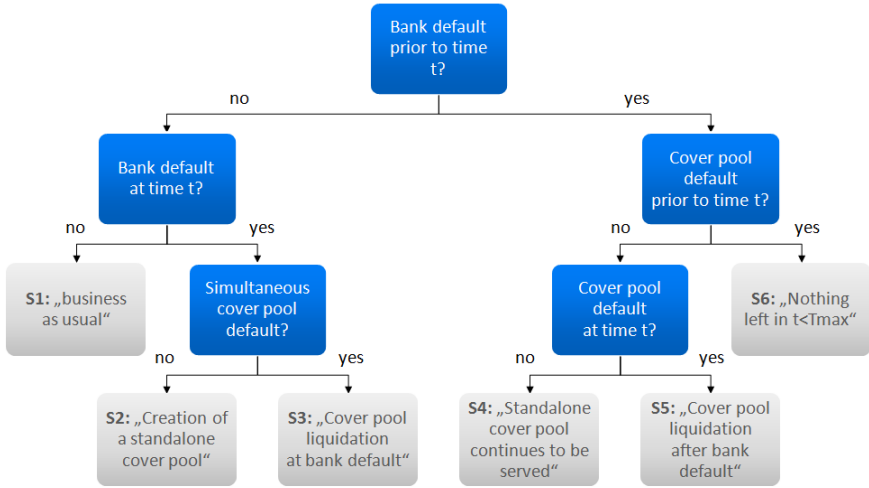 Bank default
prior to time
t?
no
yes
Bank default
at time t?
Cover pool
default
prior to time t?
no
yes
no
yes
S1: „business
as usual“
Simultaneous
cover pool
default?
Cover pool
default
at time t?
S6: „Nothing
left in t<Tmax“
no
yes
no
yes
S2: „Creation of
a standalone
cover pool“
S3: „Cover pool
liquidation
at bank default“
S4: „Standalone
cover pool
continues to be
served“
S5: „Cover pool
liquidation
after bank
default“